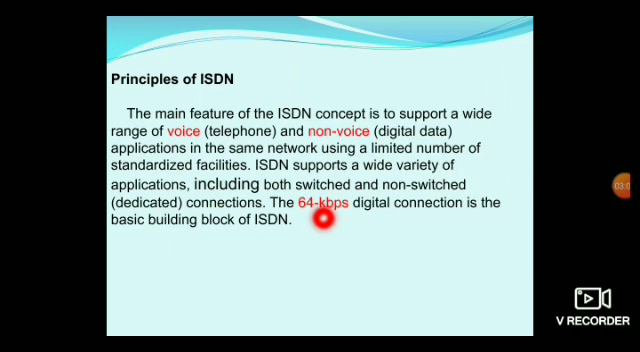 Principles of ISDN
The main feature of the ISDN concept is to support a wide
range of voice (telephone) and non-voice (digital data)
applications in the same network using a limited number of
standardized facilities. ISDN supports a wide variety of
applications, including both switched and non-switched
(dedicated) connections. The 64-kbps digital connection is the
basic building block of ISDN.
V RECORDER